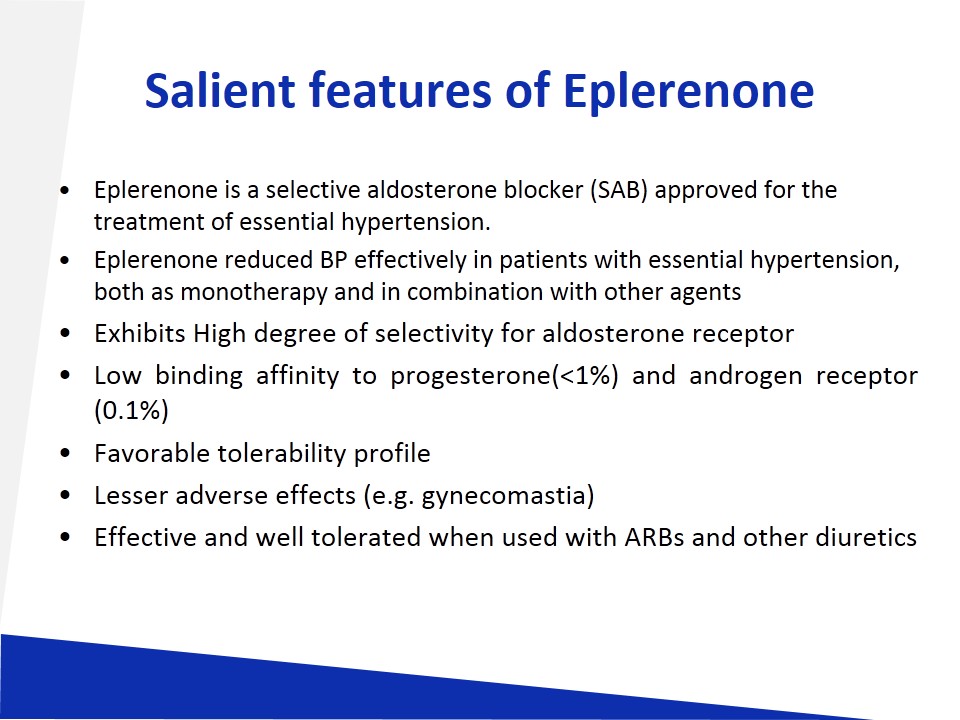 Salient features of Eplerenone
• Eplerenone is a selective aldosterone blocker (SAB) approved for the
treatment of essential hypertension.
• Eplerenone reduced BP effectively in patients with essential hypertension,
both as monotherapy and in combination with other agents
• Exhibits High degree of selectivity for aldosterone receptor
• Low binding affinity to progesterone(<1%) and androgen receptor
(0.1%)
• Favorable tolerability profile
• Lesser adverse effects (e.g. gynecomastia)
• Effective and well tolerated when used with ARBs and other diuretics